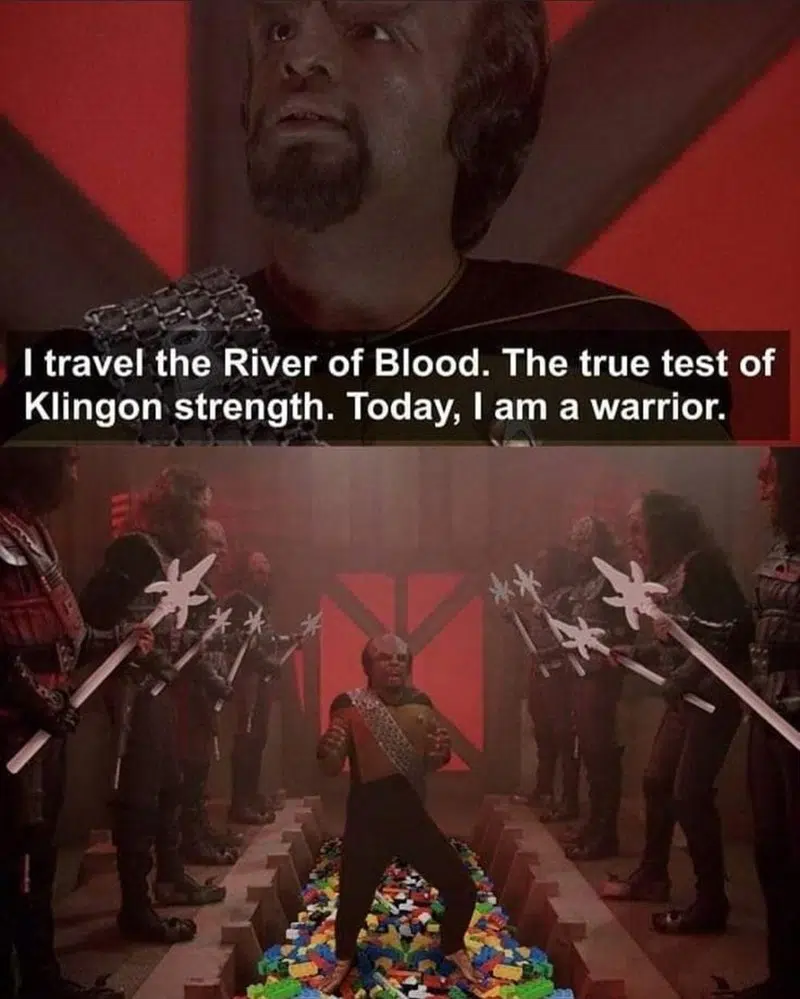 I travel the River of Blood. The true test of
Klingon strength. Today, I am a warrior.